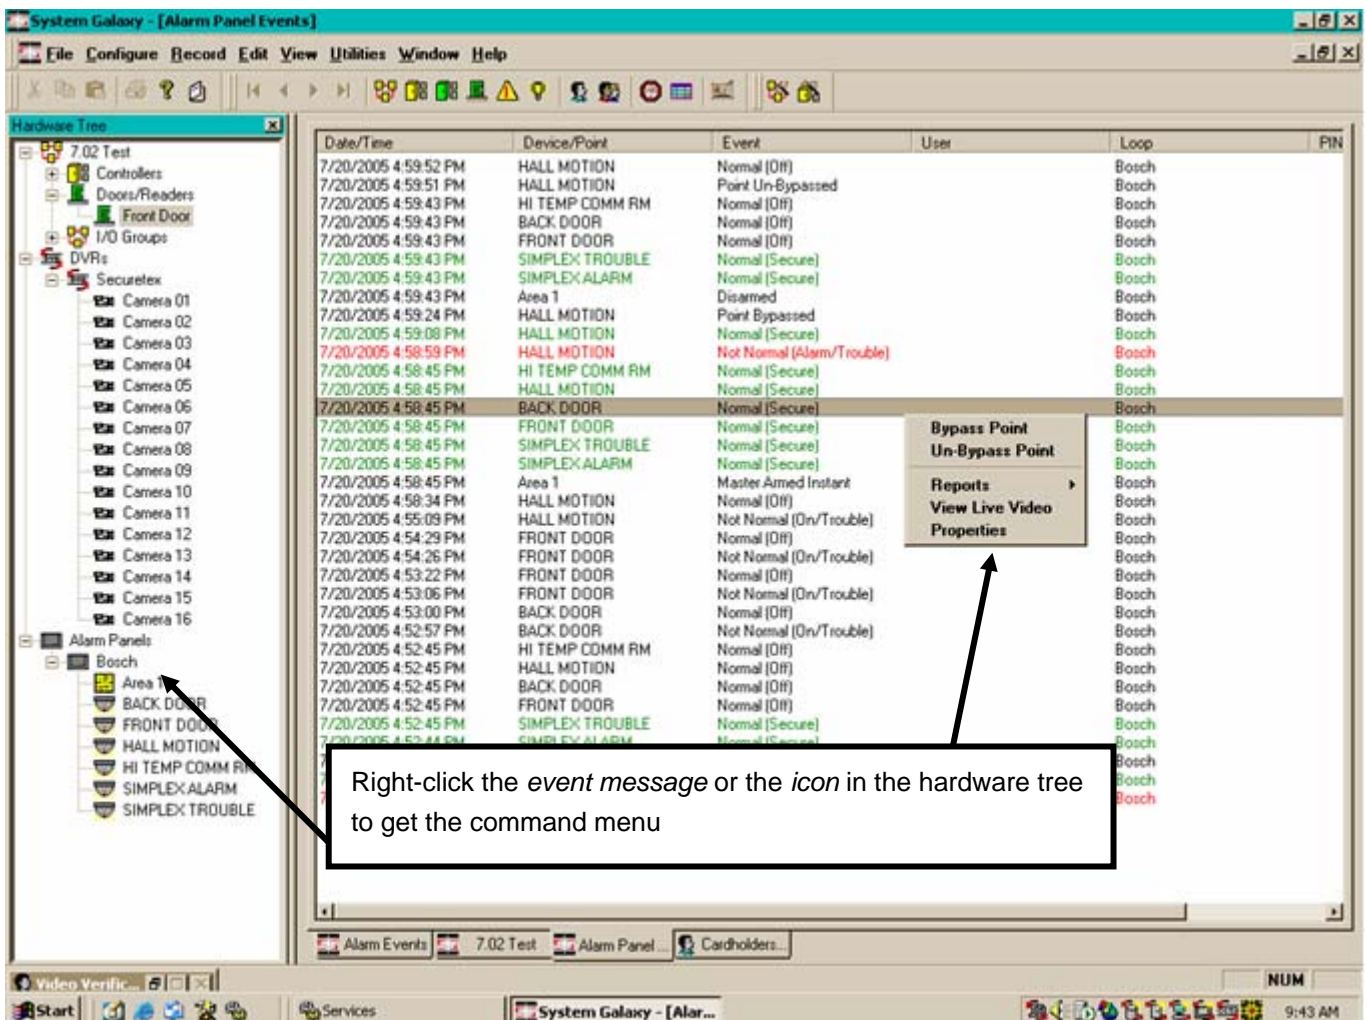 System Galaxy - [Alarm Panel Events]
File Configure Record Edit View Utilities Window Help
Hardware Tree
7.02 Test
Controllers
Doors/Readers
Front Door
I/O Groups
DVRs
Securetex
Camera 01
Camera 02
Camera 03
Camera 04
Camera 05
Camera 06
Camera 07
Camera 08
Camera 09
Camera 10
Camera 11
Camera 12
Camera 13
Camera 14
Camera 15
Camera 16
Alarm Panels
Bosch
Area 1
BACK DOOR
FRONT DOOR
HALL MOTION
HI TEMP COMM RM
SIMPLEX ALARM
SIMPLEX TROUBLE
Date/Time Device/Point Event User Loop PIN
7/20/2005 4:59:52 PM HALL MOTION Normal (Off) Bosch
7/20/2005 4:59:51 PM HALL MOTION Point Un-Bypassed Bosch
7/20/2005 4:59:43 PM HI TEMP COMM RM Normal (Off) Bosch
7/20/2005 4:59:43 PM BACK DOOR Normal (Off) Bosch
7/20/2005 4:59:43 PM FRONT DOOR Normal (Off) Bosch
7/20/2005 4:59:43 PM SIMPLEX TROUBLE Normal (Secure) Bosch
7/20/2005 4:59:43 PM SIMPLEX ALARM Normal (Secure) Bosch
7/20/2005 4:59:43 PM Area 1 Disarmed Bosch
7/20/2005 4:59:24 PM HALL MOTION Point Bypassed Bosch
7/20/2005 4:59:08 PM HALL MOTION Normal (Secure) Bosch
7/20/2005 4:58:59 PM HALL MOTION Not Normal (Alarm/Trouble) Bosch
7/20/2005 4:58:45 PM HI TEMP COMM RM Normal (Secure) Bosch
7/20/2005 4:58:45 PM HALL MOTION Normal (Secure) Bosch
7/20/2005 4:58:45 PM BACK DOOR Normal (Secure) Bosch
7/20/2005 4:58:45 PM FRONT DOOR Normal (Secure) Bosch
7/20/2005 4:58:45 PM SIMPLEX TROUBLE Normal (Secure) Bosch
7/20/2005 4:58:45 PM SIMPLEX ALARM Normal (Secure) Bosch
7/20/2005 4:58:45 PM Area 1 Master Armed Instant Bosch
7/20/2005 4:58:34 PM HALL MOTION Normal (Off) Bosch
7/20/2005 4:55:09 PM HALL MOTION Not Normal (On/Trouble) Bosch
7/20/2005 4:54:29 PM FRONT DOOR Normal (Off) Bosch
7/20/2005 4:54:26 PM FRONT DOOR Not Normal (On/Trouble) Bosch
7/20/2005 4:53:22 PM FRONT DOOR Normal (Off) Bosch
7/20/2005 4:53:06 PM FRONT DOOR Not Normal (On/Trouble) Bosch
7/20/2005 4:53:00 PM BACK DOOR Normal (Off) Bosch
7/20/2005 4:52:57 PM BACK DOOR Not Normal (On/Trouble) Bosch
7/20/2005 4:52:45 PM HI TEMP COMM RM Normal (Off) Bosch
7/20/2005 4:52:45 PM HALL MOTION Normal (Off) Bosch
7/20/2005 4:52:45 PM BACK DOOR Normal (Off) Bosch
7/20/2005 4:52:45 PM FRONT DOOR Normal (Off) Bosch
7/20/2005 4:52:45 PM SIMPLEX TROUBLE Normal (Secure) Bosch
7/20/2005 4:52:44 PM SIMPLEX ALARM Normal (Secure) Bosch
Bosch
Bosch
Bosch
Bypass Point
Un-Bypass Point
Reports
View Live Video
Properties
Right-click the event message or the icon in the hardware tree
to get the command menu
Alarm Events 7.02 Test Alarm Panel ... Cardholders...
Video Verific...
NUM
Start Services System Galaxy - [Alar... 9:43 AM